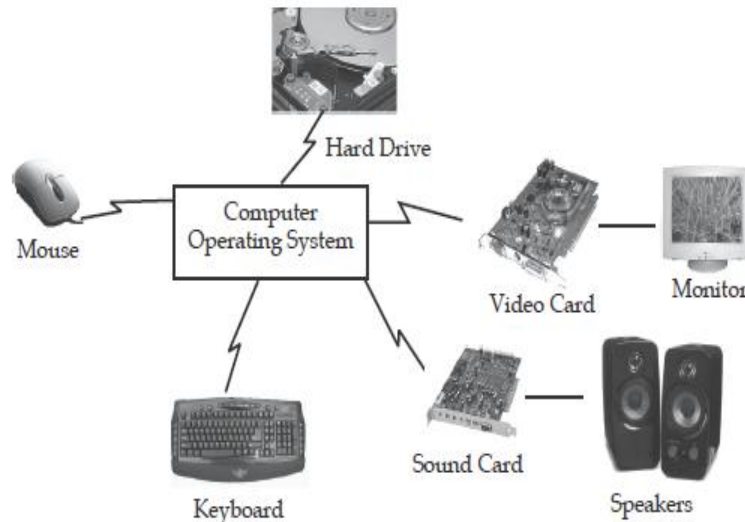 Hard Drive
Mouse
Computer
Operating System
Video Card
Monitor
Keyboard
Sound Card
Speakers